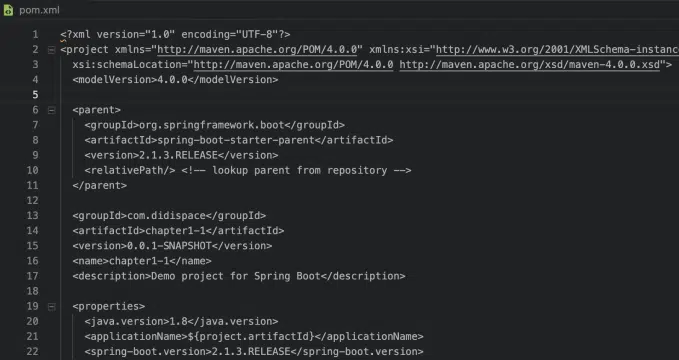 pom.xml
1 <?xml version="1.0" encoding="UTF-8"?>
2 <project xmlns="http://maven.apache.org/POM/4.0.0" xmlns:xsi="http://www.w3.org/2001/XMLSchema-instanc
3 xsi:schemaLocation="http://maven.apache.org/POM/4.0.0 http://maven.apache.org/xsd/maven-4.0.0.xsd">
4 <modelVersion>4.0.0</modelVersion>
5
6 <parent>
7 <groupId>org.springframework.boot</groupId>
8 <artifactId>spring-boot-starter-parent</artifactId>
9 <version>2.1.3.RELEASE</version>
10 <relativePath/> <!-- lookup parent from repository -->
11 </parent>
12
13 <groupId>com.didispace</groupId>
14 <artifactId>chapter1-1</artifactId>
15 <version>0.0.1-SNAPSHOT</version>
16 <name>chapter1-1</name>
17 <description>Demo project for Spring Boot</description>
18
19 <properties>
20 <java.version>1.8</java.version>
21 <applicationName>${project.artifactId}</applicationName>
22 <spring-boot.version>2.1.3.RELEASE</spring-boot.version>